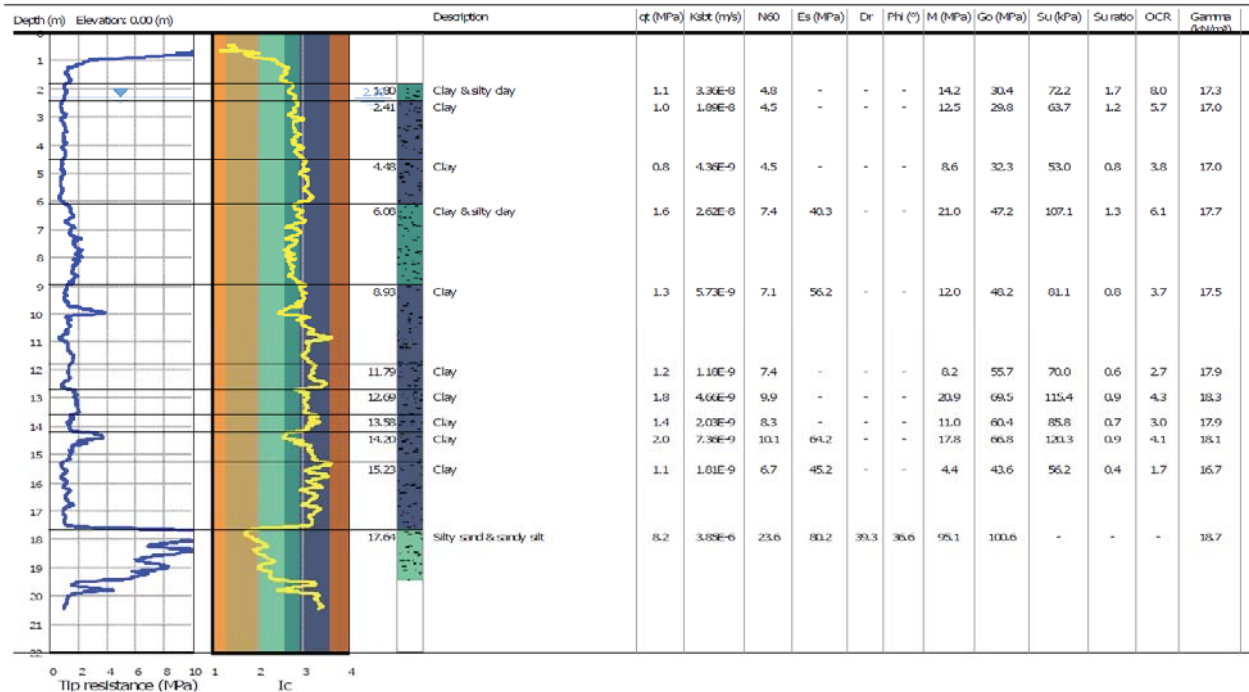 Depth (m) Elevation: 0.00 (m) Description qt (MPa) Ksbt (m/s) N60 Es (MPa) Dr Phi (°) M (MPa) Go (MPa) Su (kPa) Su ratio OCR Gamma (kN/m³)
1
2 1.80 Clay & silty clay 1.1 3.36E-8 4.8 - - - 14.2 30.4 72.2 1.7 8.0 17.3
2.41 Clay 1.0 1.89E-8 4.5 - - - 12.5 29.8 63.7 1.2 5.7 17.0
3
4
4.48 Clay 0.8 4.36E-9 4.5 - - - 8.6 32.3 53.0 0.8 3.8 17.0
5
6 6.06 Clay & silty clay 1.6 2.62E-8 7.4 40.3 - - 21.0 47.2 107.1 1.3 6.1 17.7
7
8
9 8.93 Clay 1.3 5.73E-9 7.1 56.2 - - 12.0 48.2 81.1 0.8 3.7 17.5
10
11
12 11.79 Clay 1.2 1.18E-9 7.4 - - - 8.2 55.7 70.0 0.6 2.7 17.9
13 12.69 Clay 1.8 4.66E-9 9.9 - - - 20.9 69.5 115.4 0.9 4.3 18.3
13.58 Clay 1.4 2.03E-9 8.3 - - - 11.0 60.4 85.8 0.7 3.0 17.9
14 14.20 Clay 2.0 7.36E-9 10.1 64.2 - - 17.8 66.8 120.3 0.9 4.1 18.1
15 15.23 Clay 1.1 1.81E-9 6.7 45.2 - - 4.4 43.6 56.2 0.4 1.7 16.7
16
17
18 17.64 Silty sand & sandy silt 8.2 3.85E-6 23.6 80.2 39.3 36.6 95.1 100.6 - - - 18.7
19
20
21
22
0 2 4 6 8 10 1 2 3 4
Tip resistance (MPa) Ic